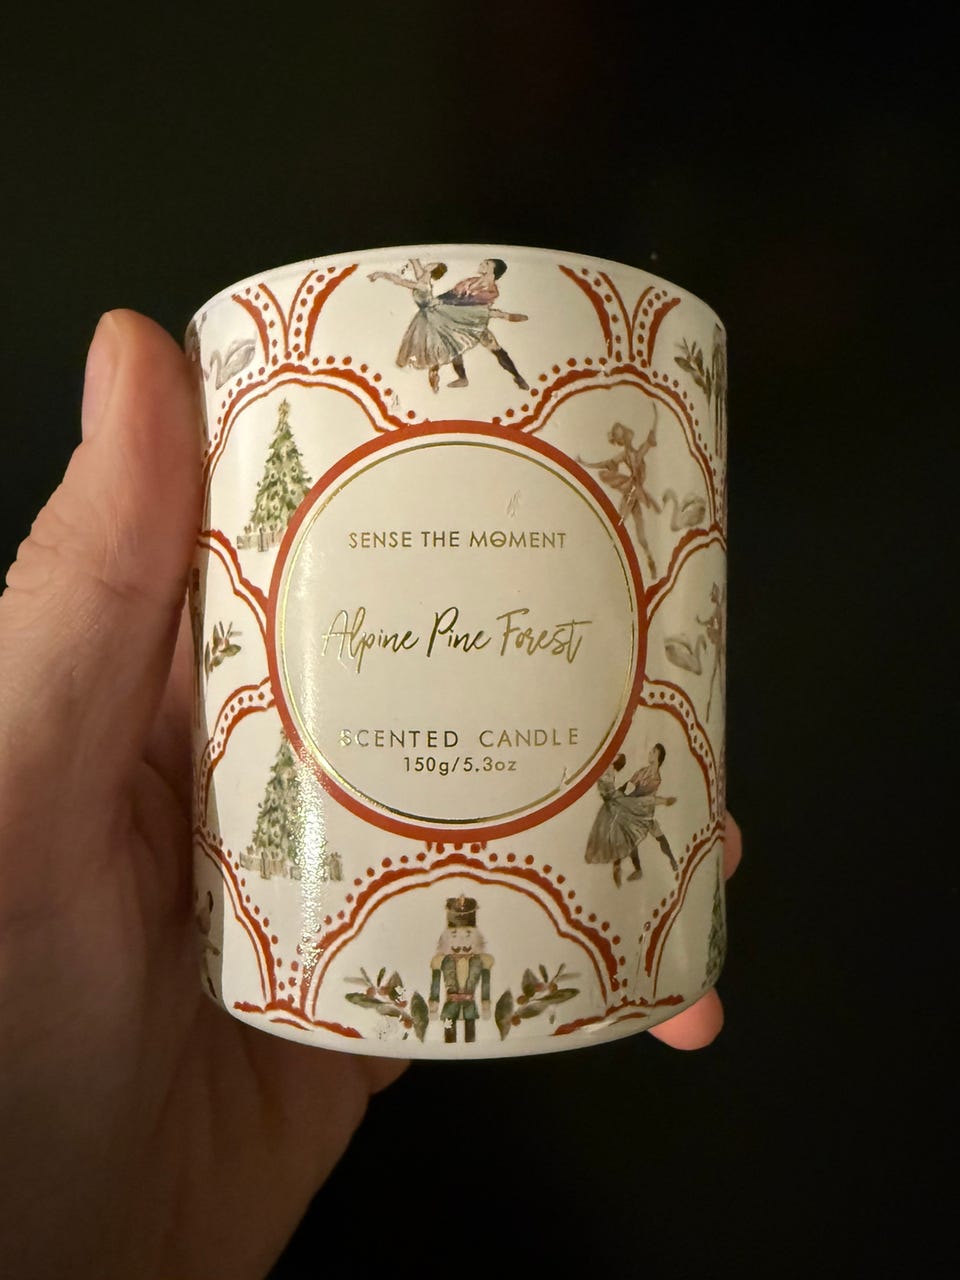 SENSE THE MOMENT
Alpine Pine Forest
SCENTED CANDLE
150g/5.3oz